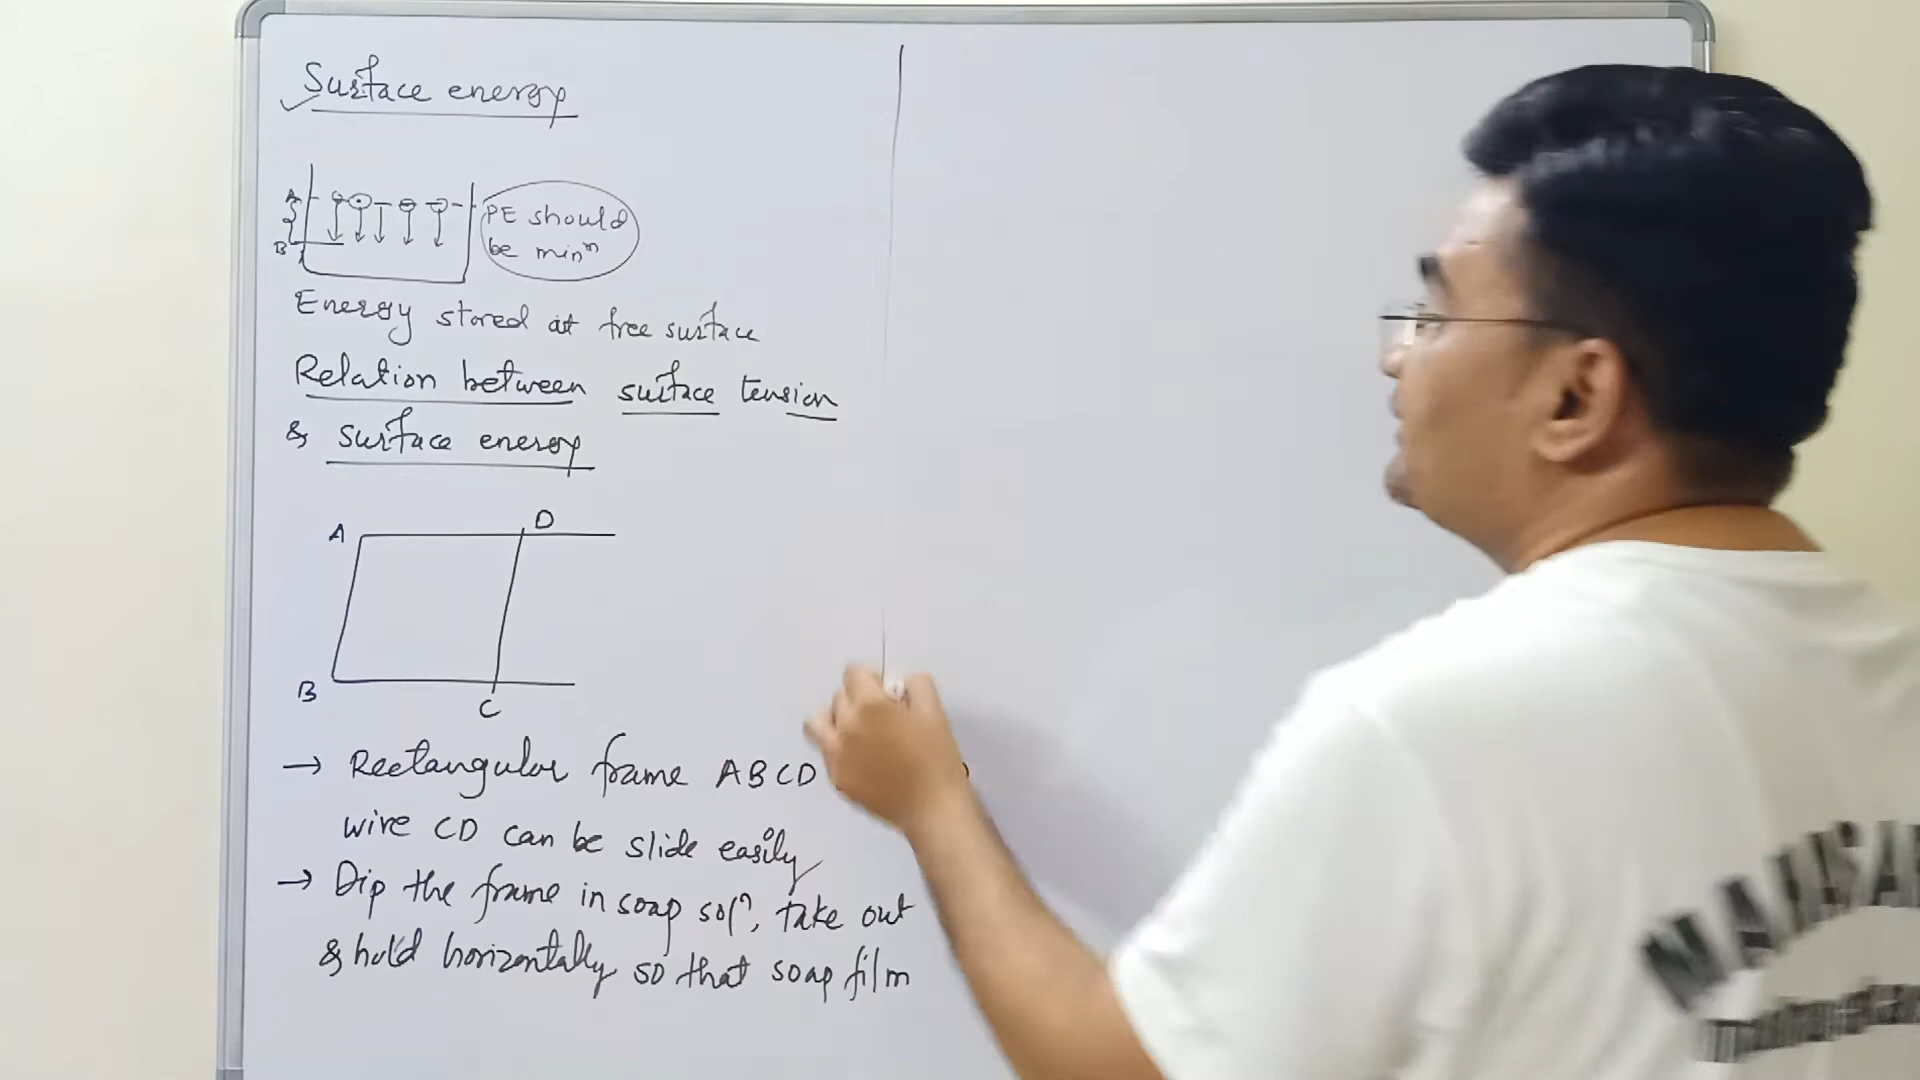 Surface energy
A
B
PE should
be minᵐ
Energy stored at free surface
Relation between surface tension
& surface energy
A
D
B
C
→ Rectangular frame ABCD
wire CD can be slide easily
→ Dip the frame in soap solⁿ, take out
& hold horizontally so that soap film